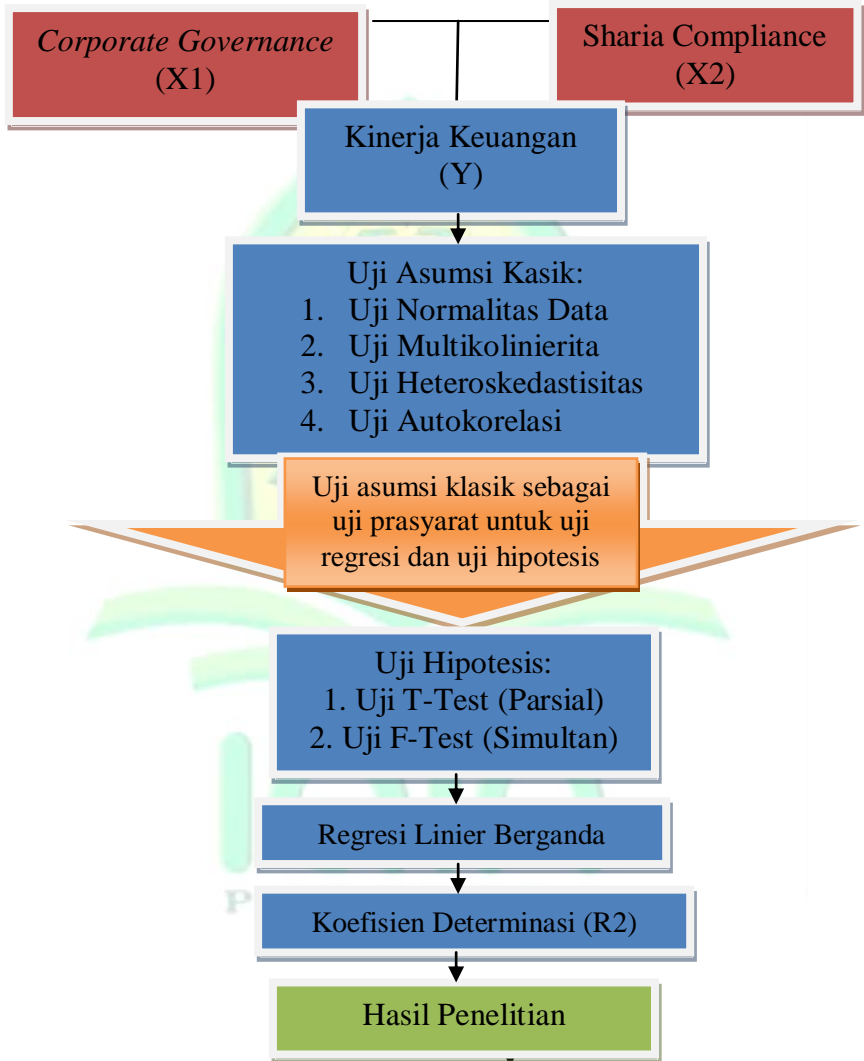 Corporate Governance
(X1)
Sharia Compliance
(X2)
Kinerja Keuangan
(Y)
Uji Asumsi Kasik:
1. Uji Normalitas Data
2. Uji Multikolinierita
3. Uji Heteroskedastisitas
4. Uji Autokorelasi
Uji asumsi klasik sebagai
uji prasyarat untuk uji
regresi dan uji hipotesis
Uji Hipotesis:
1. Uji T-Test (Parsial)
2. Uji F-Test (Simultan)
Regresi Linier Berganda
Koefisien Determinasi (R2)
Hasil Penelitian